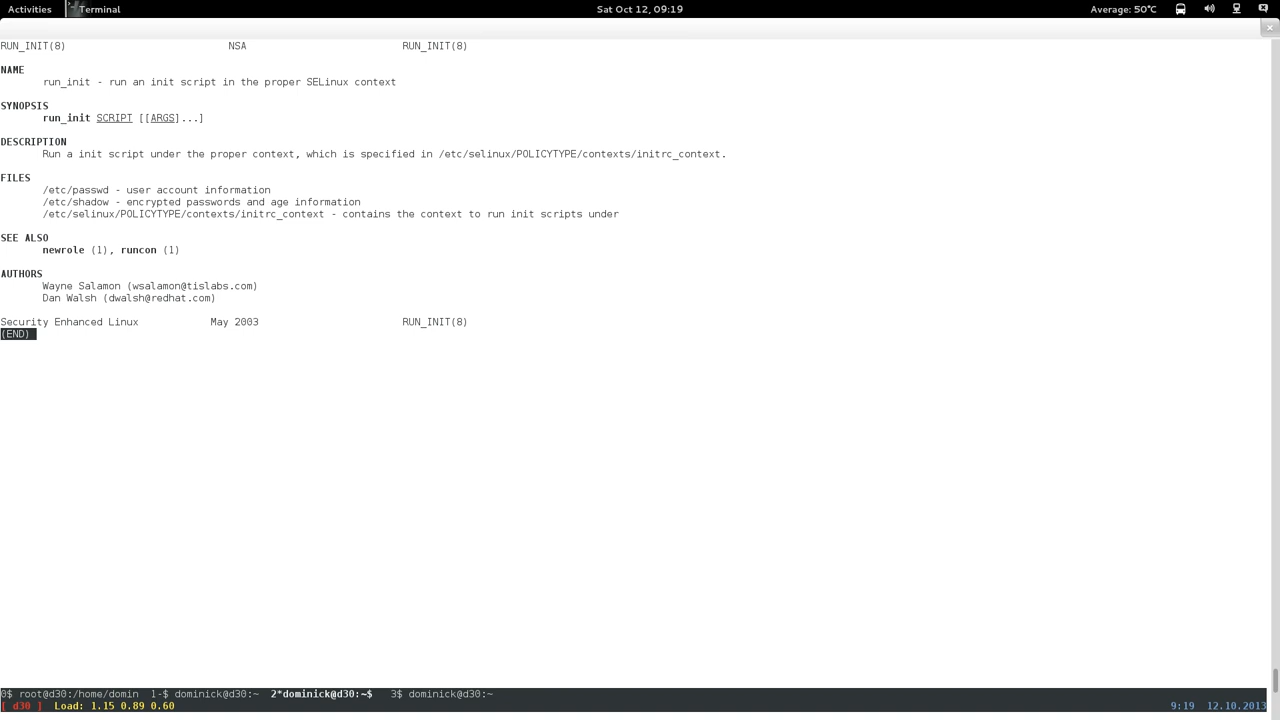 Activities Terminal Sat Oct 12, 09:19 Average: 50°C
RUN_INIT(8) NSA RUN_INIT(8)
NAME
run_init - run an init script in the proper SELinux context
SYNOPSIS
run_init SCRIPT [[ARGS]...]
DESCRIPTION
Run a init script under the proper context, which is specified in /etc/selinux/POLICYTYPE/contexts/initrc_context.
FILES
/etc/passwd - user account information
/etc/shadow - encrypted passwords and age information
/etc/selinux/POLICYTYPE/contexts/initrc_context - contains the context to run init scripts under
SEE ALSO
newrole (1), runcon (1)
AUTHORS
Wayne Salamon (wsalamon@tislabs.com)
Dan Walsh (dwalsh@redhat.com)
Security Enhanced Linux May 2003 RUN_INIT(8)
(END)
0$ root@d30:/home/domin 1-$ dominick@d30:~ 2*dominick@d30:~$ 3$ dominick@d30:~
[ d30 ] Load: 1.15 0.89 0.60 9:19 12.10.2013